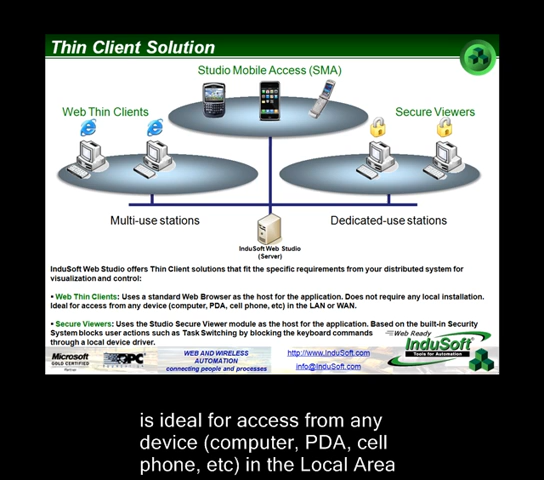 Thin Client Solution
Studio Mobile Access (SMA)
Web Thin Clients
Secure Viewers
Multi-use stations
Dedicated-use stations
InduSoft Web Studio
(Server)
InduSoft Web Studio offers Thin Client solutions that fit the specific requirements from your distributed system for
visualization and control:
▪ Web Thin Clients: Uses a standard Web Browser as the host for the application. Does not require any local installation.
Ideal for access from any device (computer, PDA, cell phone, etc) in the LAN or WAN.
▪ Secure Viewers: Uses the Studio Secure Viewer module as the host for the application. Based on the built-in Security
System blocks user actions such as Task Switching by blocking the keyboard commands
through a local device driver.
Web Ready
InduSoft
Tools for Automation
Microsoft
GOLD CERTIFIED
Partner
OPC
FOUNDATION
WEB AND WIRELESS
AUTOMATION
connecting people and processes
http://www.InduSoft.com
info@InduSoft.com
is ideal for access from any
device (computer, PDA, cell
phone, etc) in the Local Area